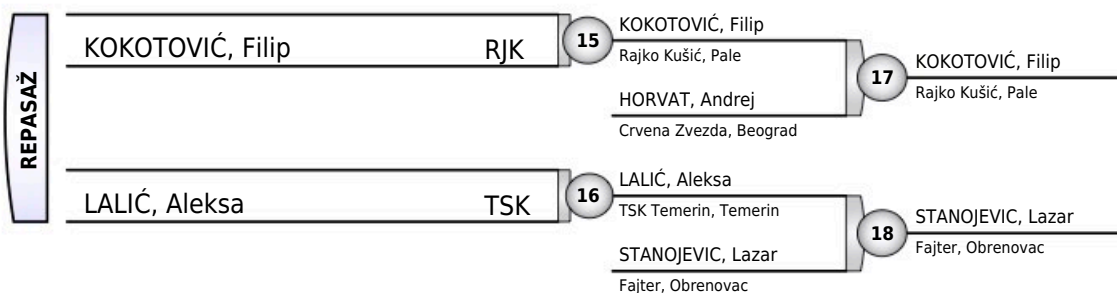 REPASAŽ
KOKOTOVIĆ, Filip RJK
15
KOKOTOVIĆ, Filip
Rajko Kušić, Pale
HORVAT, Andrej
Crvena Zvezda, Beograd
17
KOKOTOVIĆ, Filip
Rajko Kušić, Pale
LALIĆ, Aleksa TSK
16
LALIĆ, Aleksa
TSK Temerin, Temerin
STANOJEVIC, Lazar
Fajter, Obrenovac
18
STANOJEVIC, Lazar
Fajter, Obrenovac